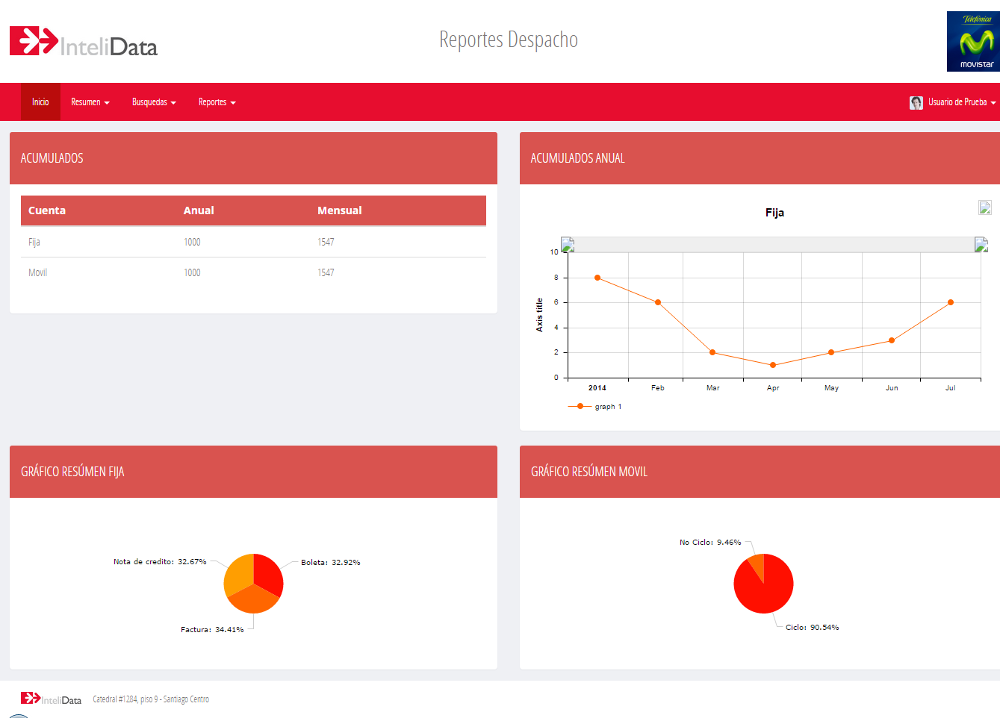 InteliData
Reportes Despacho
Telefónica
movistar
Inicio
Resumen
Busquedas
Reportes
Usuario de Prueba
ACUMULADOS
Cuenta Anual Mensual
Fija 1000 1547
Movil 1000 1547
ACUMULADOS ANUAL
Fija
10
8
6
4
2
0
Axis title
2014 Feb Mar Apr May Jun Jul
graph 1
GRÁFICO RESÚMEN FIJA
Nota de credito: 32.67%
Boleta: 32.92%
Factura: 34.41%
GRÁFICO RESÚMEN MOVIL
No Ciclo: 9.46%
Ciclo: 90.54%
InteliData
Catedral #1284, piso 9 - Santiago Centro